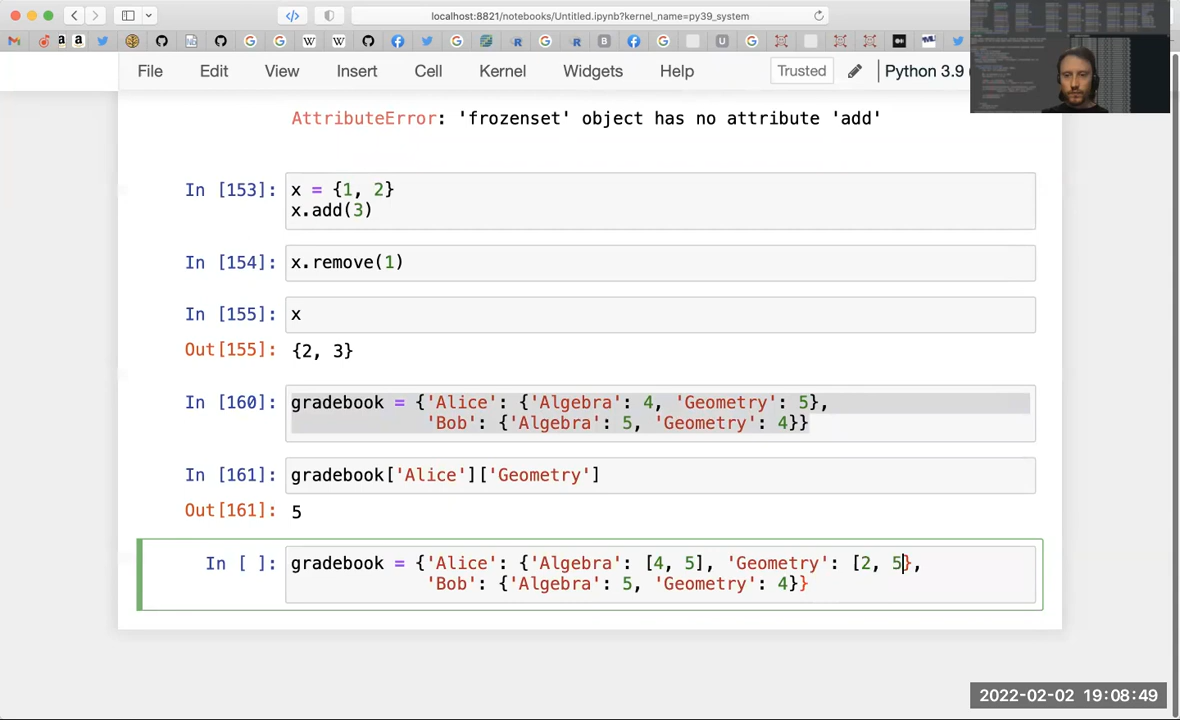 localhost:8821/notebooks/Untitled.ipynb?kernel_name=py39_system
File Edit View Insert Cell Kernel Widgets Help Trusted Python 3.9
AttributeError: 'frozenset' object has no attribute 'add'
In [153]: x = {1, 2}
x.add(3)
In [154]: x.remove(1)
In [155]: x
Out[155]: {2, 3}
In [160]: gradebook = {'Alice': {'Algebra': 4, 'Geometry': 5},
'Bob': {'Algebra': 5, 'Geometry': 4}}
In [161]: gradebook['Alice']['Geometry']
Out[161]: 5
In [ ]: gradebook = {'Alice': {'Algebra': [4, 5], 'Geometry': [2, 5},
'Bob': {'Algebra': 5, 'Geometry': 4}}
2022-02-02 19:08:49